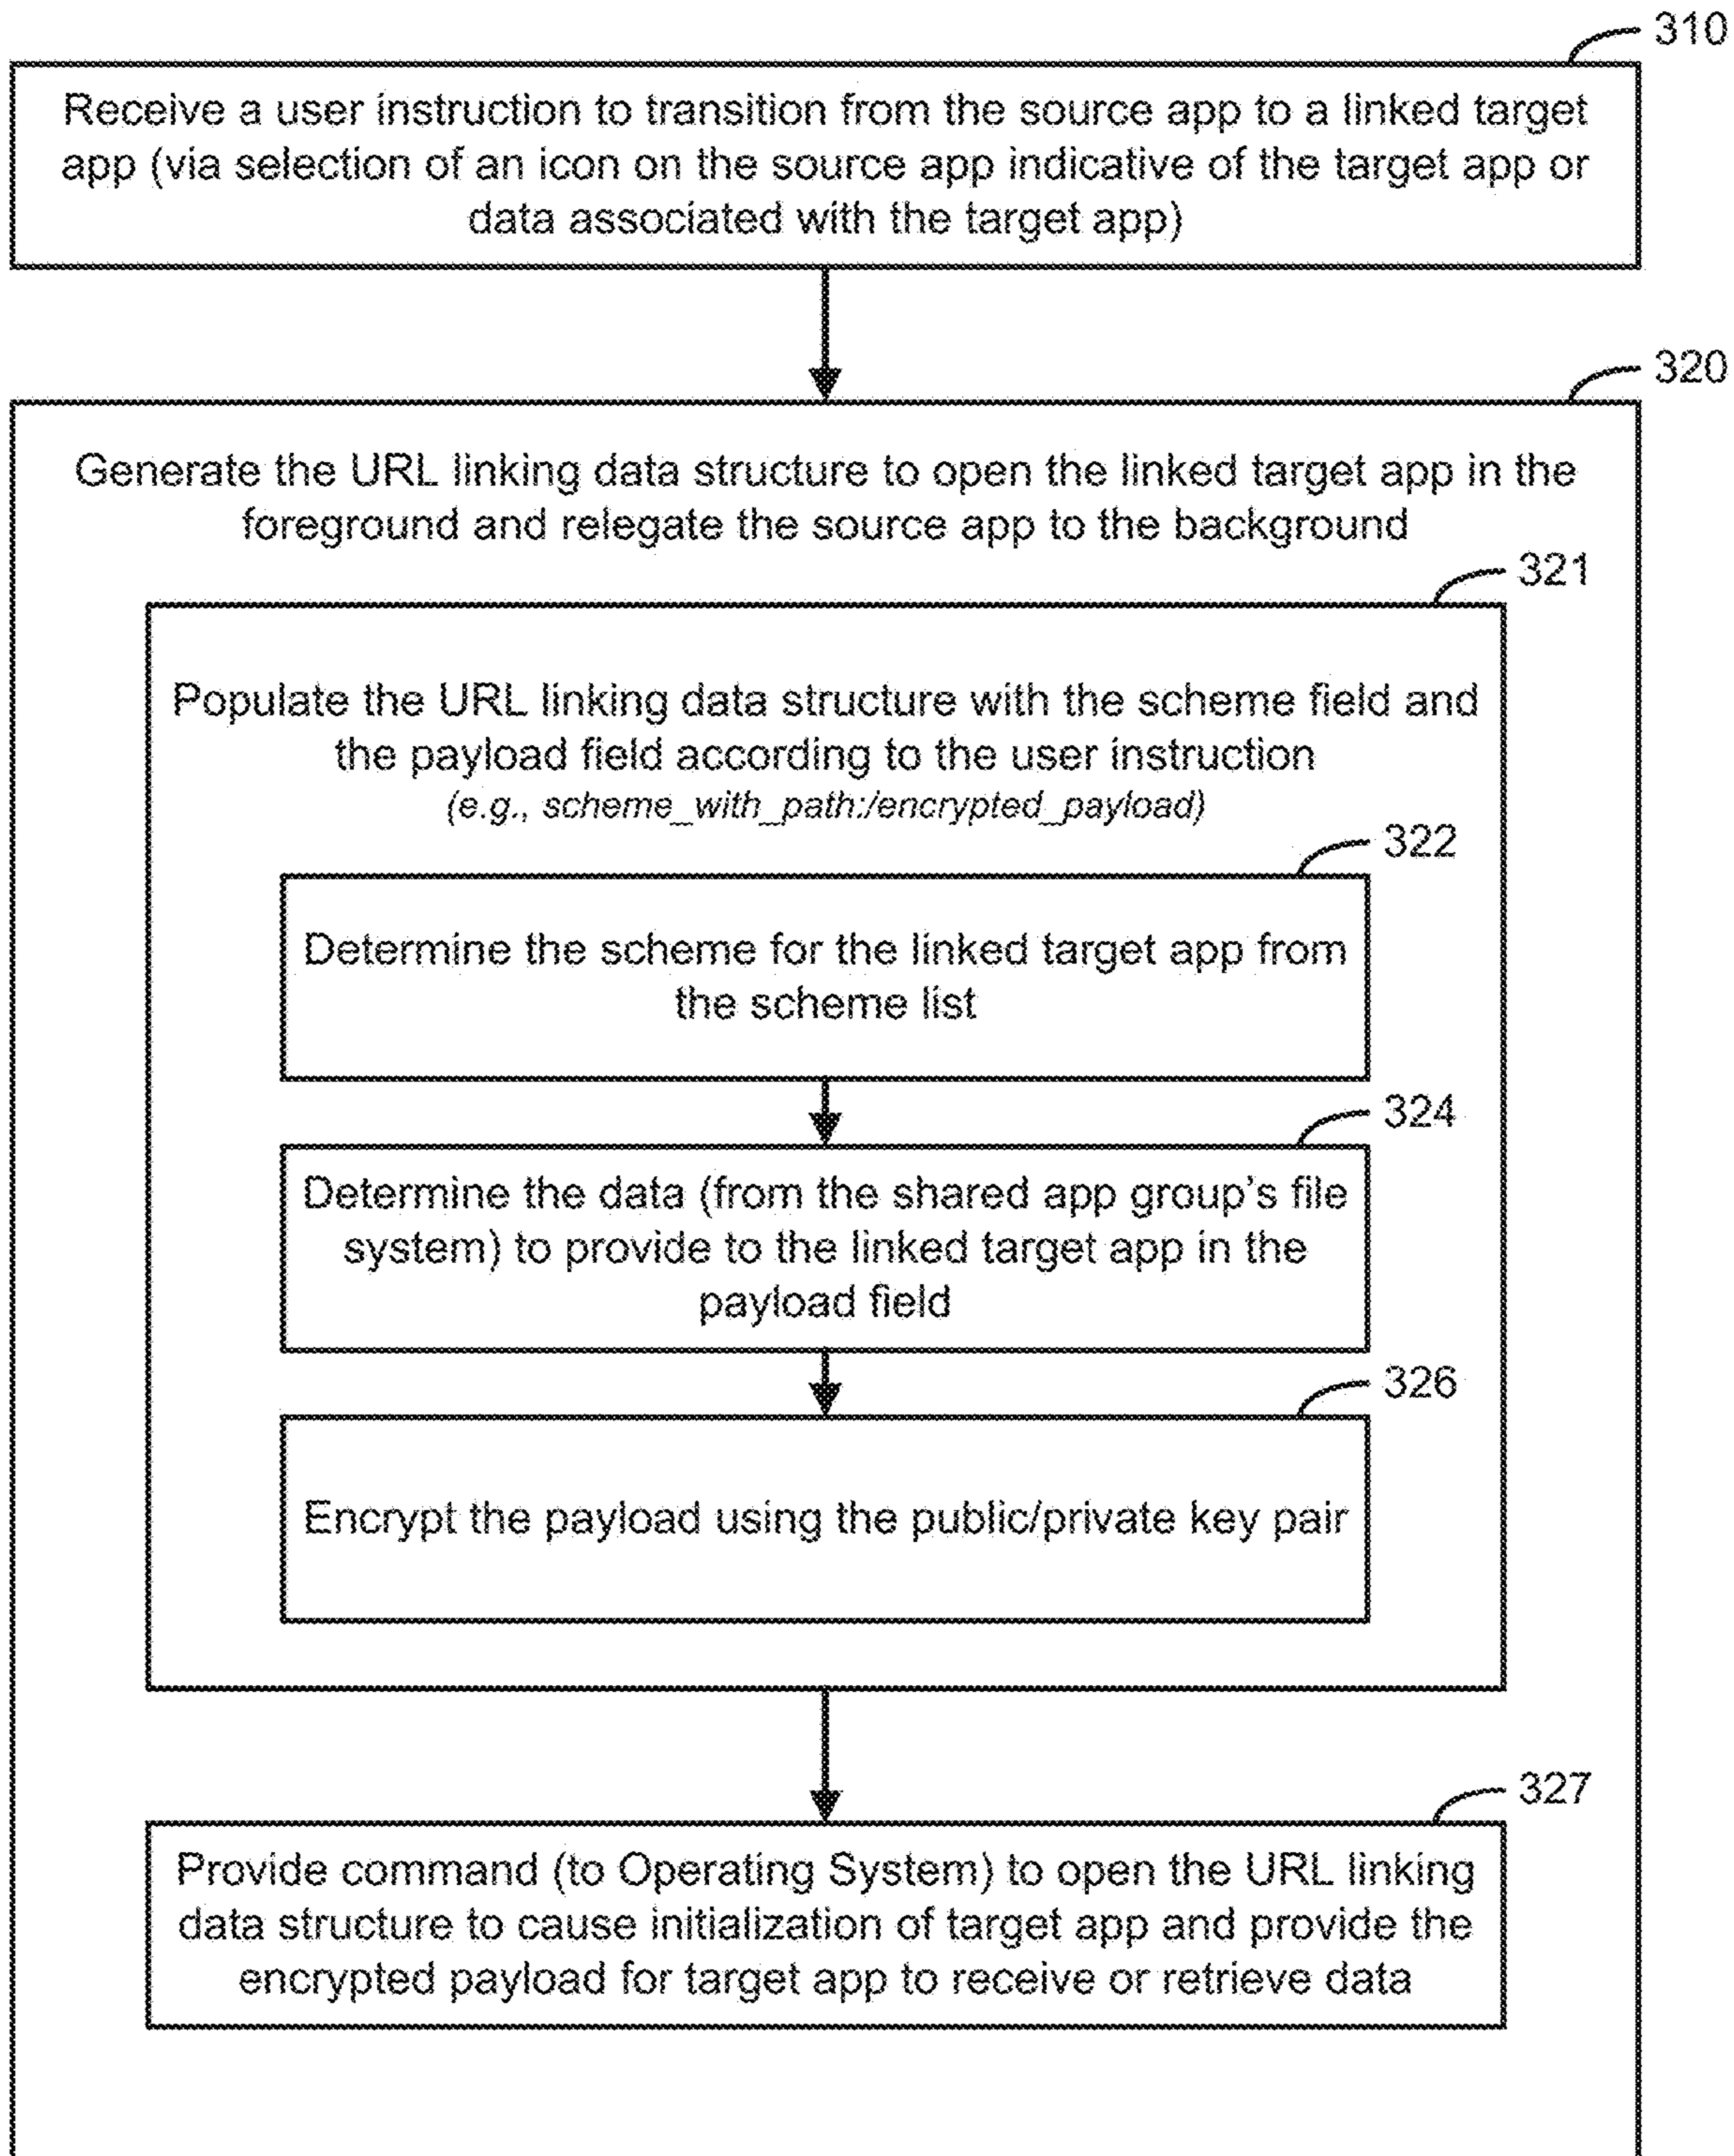 310
Receive a user instruction to transition from the source app to a linked target
app (via selection of an icon on the source app indicative of the target app or
data associated with the target app)
320
Generate the URL linking data structure to open the linked target app in the
foreground and relegate the source app to the background
321
Populate the URL linking data structure with the scheme field and
the payload field according to the user instruction
(e.g., scheme_with_path:/encrypted_payload)
322
Determine the scheme for the linked target app from
the scheme list
324
Determine the data (from the shared app group's file
system) to provide to the linked target app in the
payload field
326
Encrypt the payload using the public/private key pair
327
Provide command (to Operating System) to open the URL linking
data structure to cause initialization of target app and provide the
encrypted payload for target app to receive or retrieve data